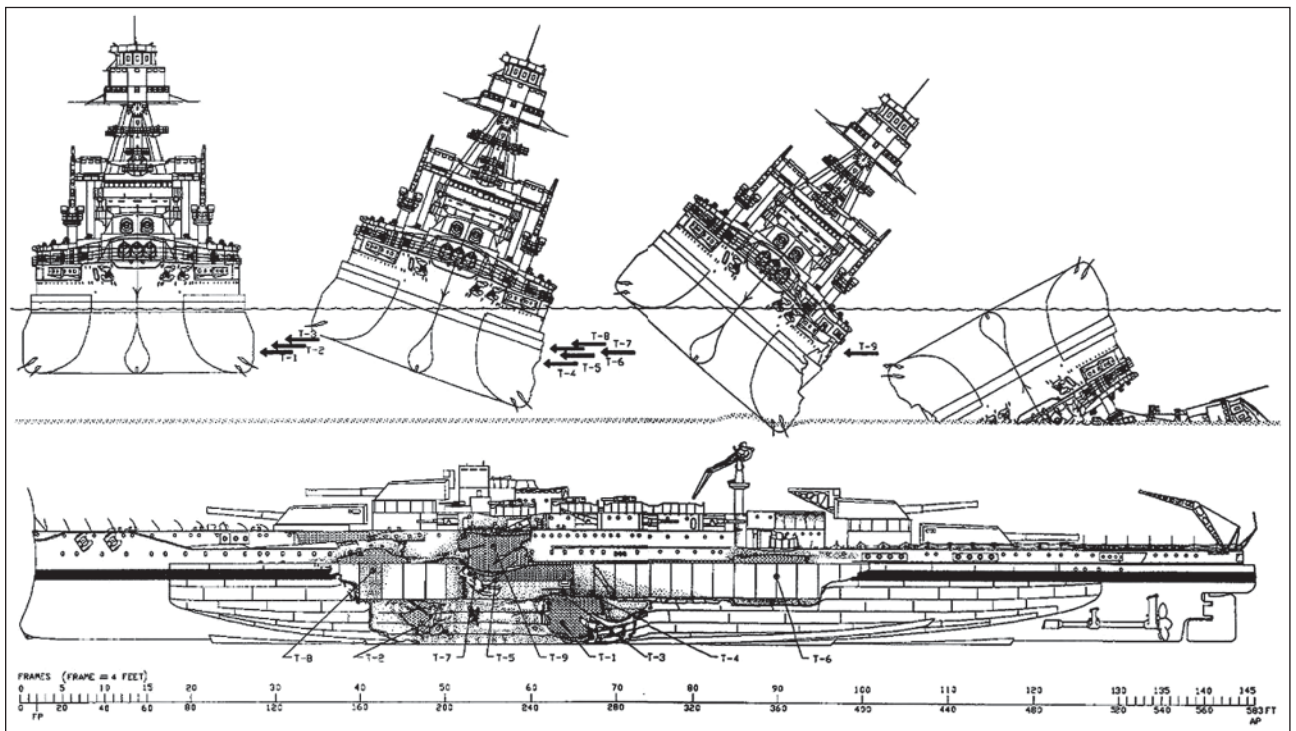 T-3
T-2
T-1
T-8
T-7
T-6
T-5
T-4
T-9
T-8 T-2 T-7 T-5 T-9 T-1 T-3 T-4 T-6
FRAMES (FRAME = 4 FEET)
0 5 10 15 20 30 40 50 60 70 80 90 100 110 120 130 135 140 145
0 20 40 60 80 120 160 200 240 280 320 360 400 440 480 520 540 560 583 FT
FP AP